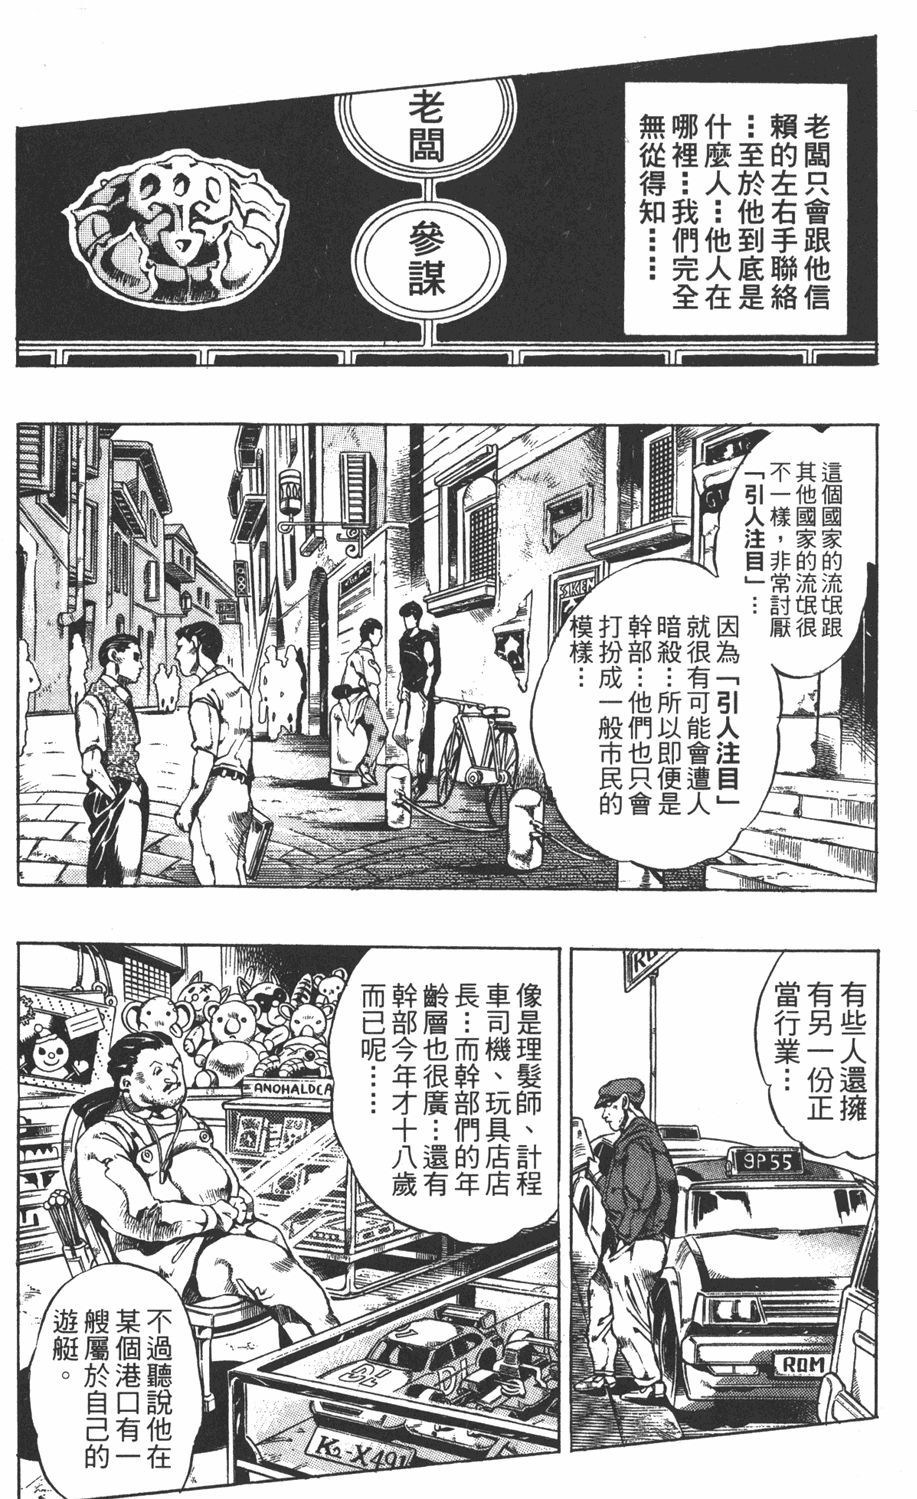 老闆只會跟他信
賴的左右手聯絡
…至於他到底是
什麼人…他人在
哪裡…我們完全
無從得知……
老闆
參謀
這個國家的流氓跟
其他國家的流氓很
不一樣，非常討厭
「引人注目」…
因為「引人注目」
就很有可能會遭人
暗殺…所以即便是
幹部…他們也只會
打扮成一般市民的
模樣…
有些人還擁
有另一份正
當行業…
9P55
ROM
像是理髮師、計程
車司機、玩具店店
長…而幹部們的年
齡層也很廣…還有
幹部今年才十八歲
而已呢……
ANOHALDCA
不過聽說他在
某個港口有一
艘屬於自己的
遊艇。
K2-X491